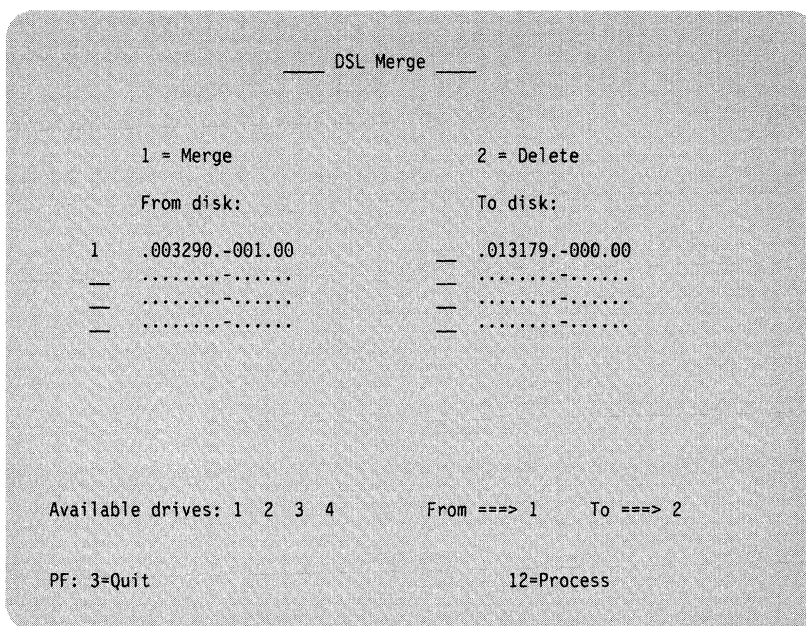 ____ DSL Merge ____
1 = Merge 2 = Delete
From disk: To disk:
1 .003290.-001.00 __ .013179.-000.00
__ ........-...... __ ........-......
__ ........-...... __ ........-......
__ ........-...... __ ........-......
Available drives: 1 2 3 4 From ===> 1 To ===> 2
PF: 3=Quit 12=Process